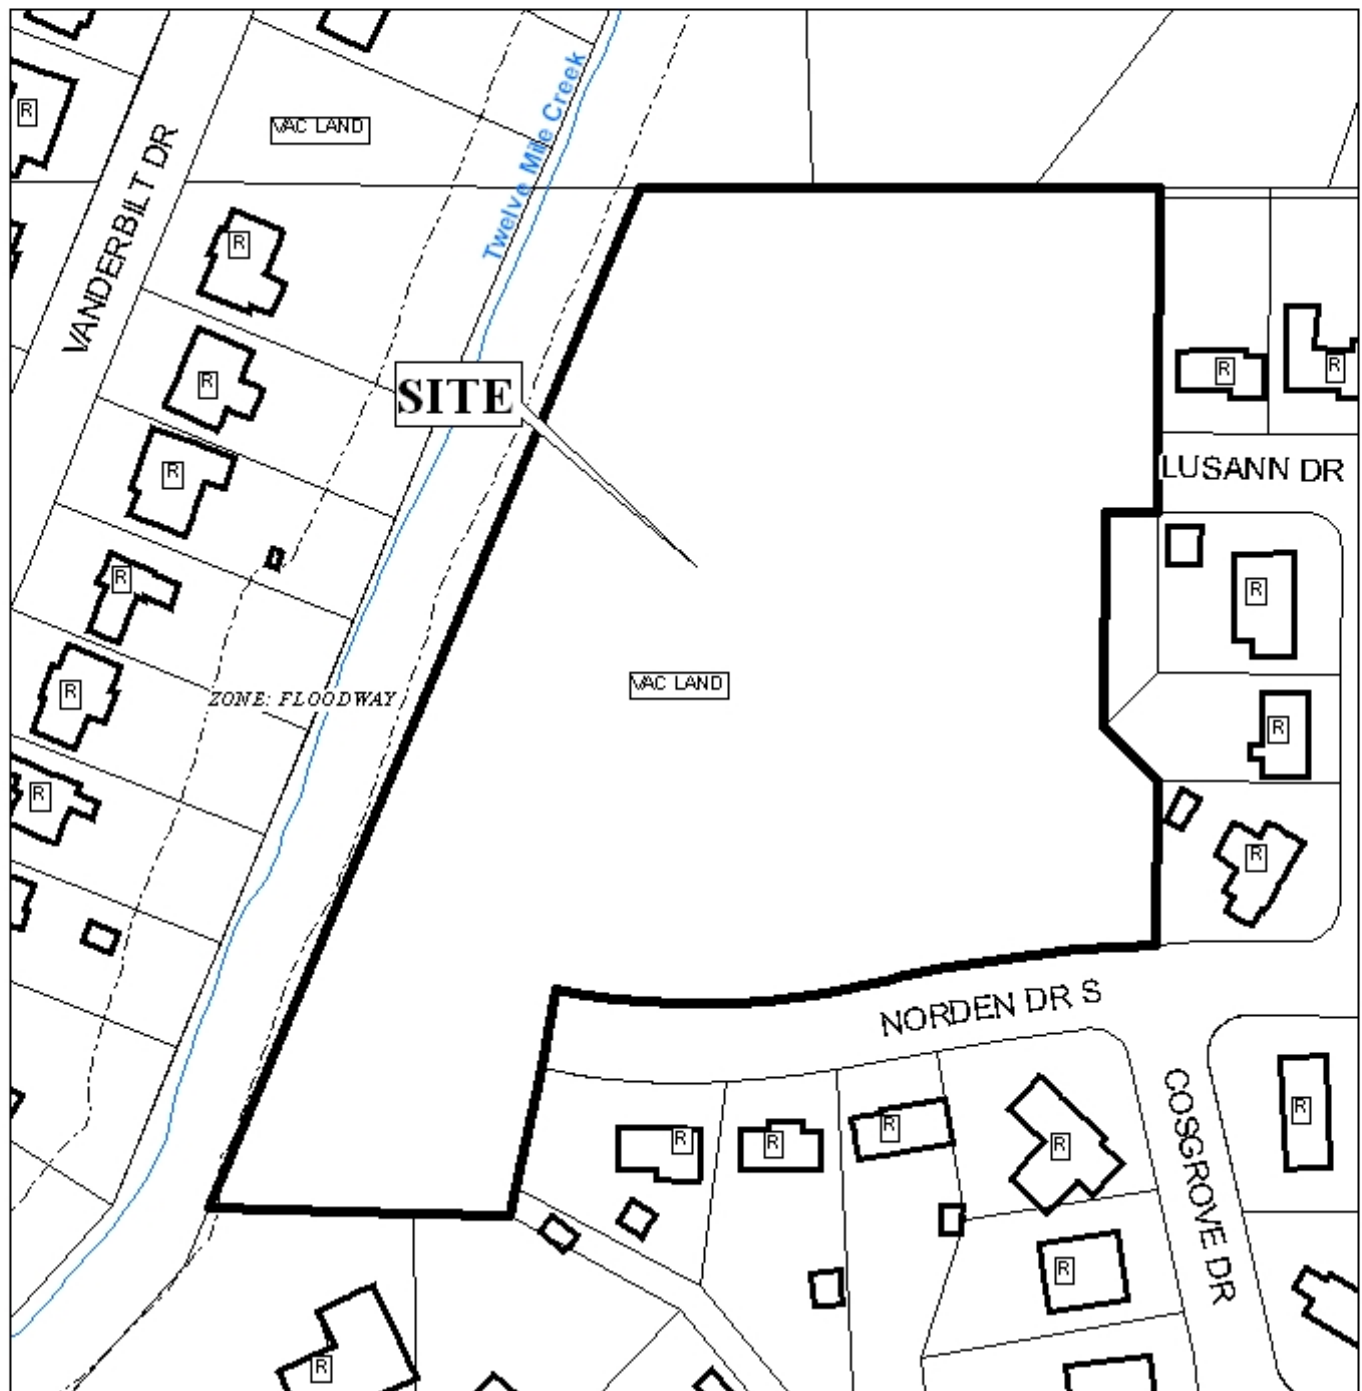 R
VAC LAND
Twelve Mile Creek
VANDERBILT DR
R
R
R
R
SITE
LUSANN DR
R
R
R
R
ZONE: FLOODWAY
VAC LAND
R
R
R
NORDEN DR S
COSGROVE DR
R
R
R
R
R
R
R